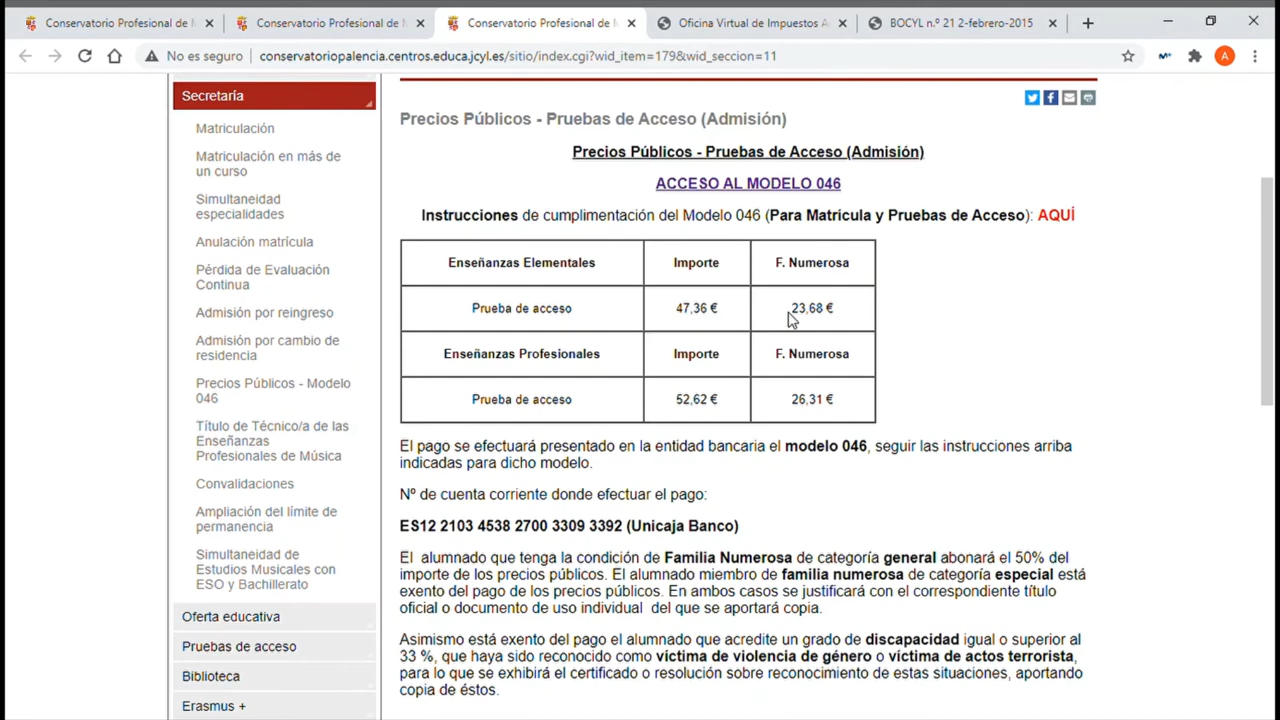 Conservatorio Profesional de M
Conservatorio Profesional de M
Conservatorio Profesional de M
Oficina Virtual de Impuestos A
BOCYL n.º 21 2-febrero-2015
No es seguro
conservatoriopalencia.centros.educa.jcyl.es/sitio/index.cgi?wid_item=179&wid_seccion=11
A
Secretaría
Matriculación
Matriculación en más de
un curso
Simultaneidad
especialidades
Anulación matrícula
Pérdida de Evaluación
Continua
Admisión por reingreso
Admisión por cambio de
residencia
Precios Públicos - Modelo
046
Título de Técnico/a de las
Enseñanzas
Profesionales de Música
Convalidaciones
Ampliación del límite de
permanencia
Simultaneidad de
Estudios Musicales con
ESO y Bachillerato
Oferta educativa
Pruebas de acceso
Biblioteca
Erasmus +
Precios Públicos - Pruebas de Acceso (Admisión)
Precios Públicos - Pruebas de Acceso (Admisión)
ACCESO AL MODELO 046
Instrucciones de cumplimentación del Modelo 046 (Para Matrícula y Pruebas de Acceso): AQUÍ
Enseñanzas Elementales Importe F. Numerosa
Prueba de acceso 47,36 € 23,68 €
Enseñanzas Profesionales Importe F. Numerosa
Prueba de acceso 52,62 € 26,31 €
El pago se efectuará presentado en la entidad bancaria el modelo 046, seguir las instrucciones arriba
indicadas para dicho modelo.
Nº de cuenta corriente donde efectuar el pago:
ES12 2103 4538 2700 3309 3392 (Unicaja Banco)
El alumnado que tenga la condición de Familia Numerosa de categoría general abonará el 50% del
importe de los precios públicos. El alumnado miembro de familia numerosa de categoría especial está
exento del pago de los precios públicos. En ambos casos se justificará con el correspondiente título
oficial o documento de uso individual del que se aportará copia.
Asimismo está exento del pago el alumnado que acredite un grado de discapacidad igual o superior al
33 %, que haya sido reconocido como víctima de violencia de género o víctima de actos terrorista,
para lo que se exhibirá el certificado o resolución sobre reconocimiento de estas situaciones, aportando
copia de éstos.